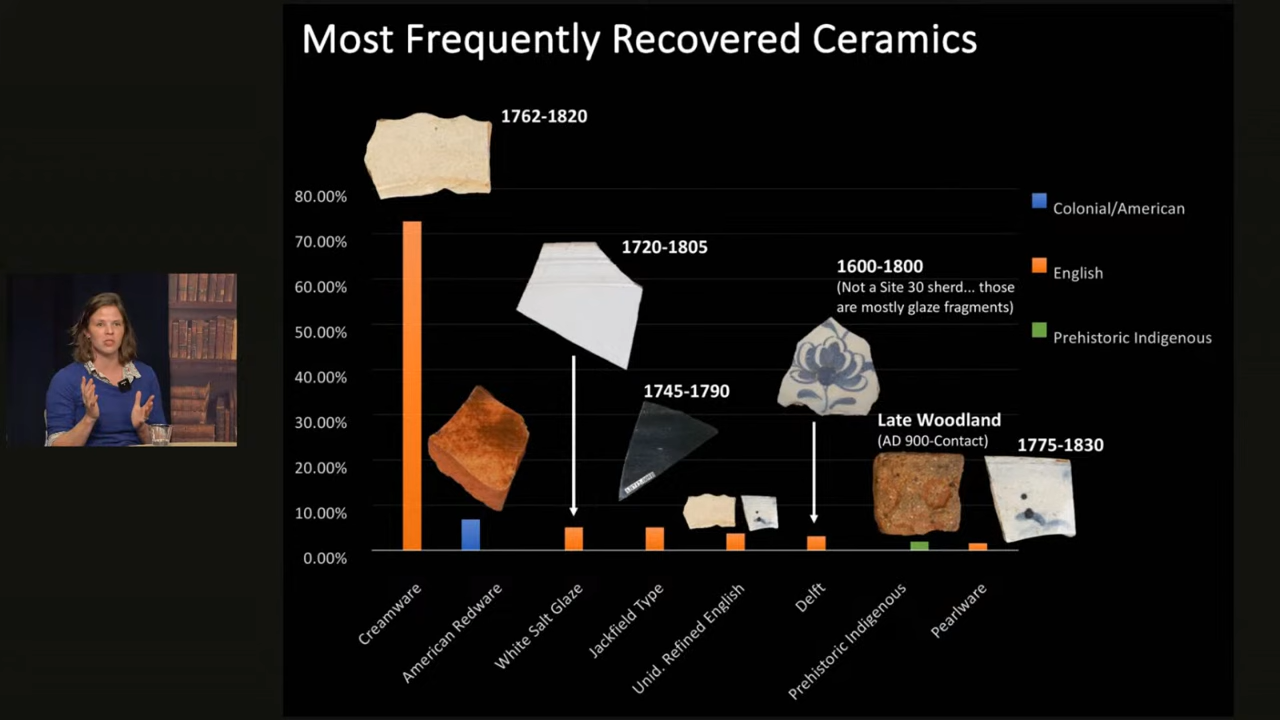 Most Frequently Recovered Ceramics
1762-1820
80.00%
70.00%
60.00%
50.00%
40.00%
30.00%
20.00%
10.00%
0.00%
1720-1805
1745-1790
1600-1800
(Not a Site 30 sherd... those
are mostly glaze fragments)
Late Woodland
(AD 900-Contact)
1775-1830
Colonial/American
English
Prehistoric Indigenous
Creamware
American Redware
White Salt Glaze
Jackfield Type
Unid. Refined English
Delft
Prehistoric Indigenous
Pearlware